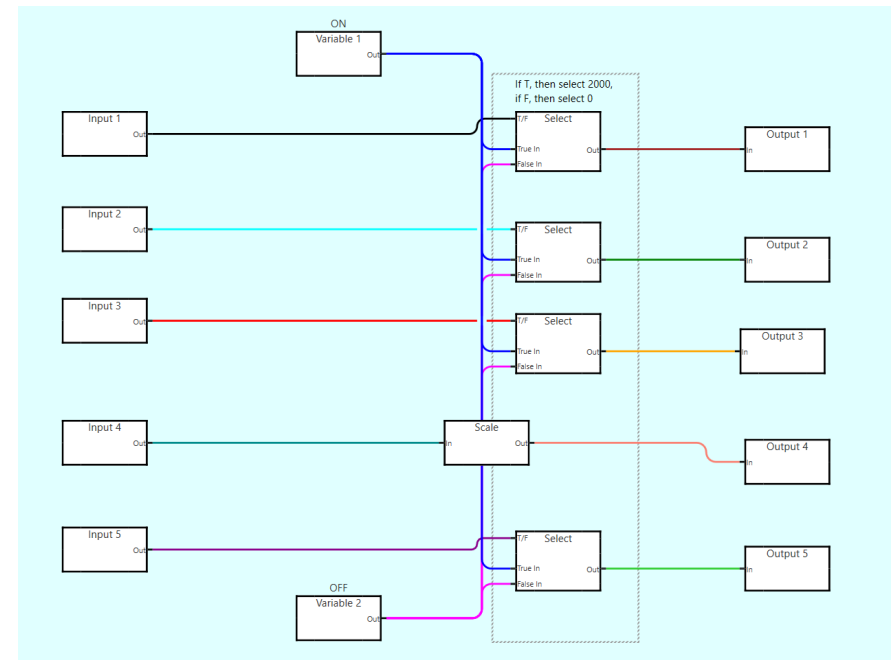 ON
Variable 1
Out
If T, then select 2000,
if F, then select 0
Input 1
Out
T/F Select
True In Out
False In
Output 1
In
Input 2
Out
T/F Select
True In Out
False In
Output 2
In
Input 3
Out
T/F Select
True In Out
False In
Output 3
In
Input 4
Out
Scale
In Out
Output 4
In
Input 5
Out
T/F Select
True In Out
False In
Output 5
In
OFF
Variable 2
Out